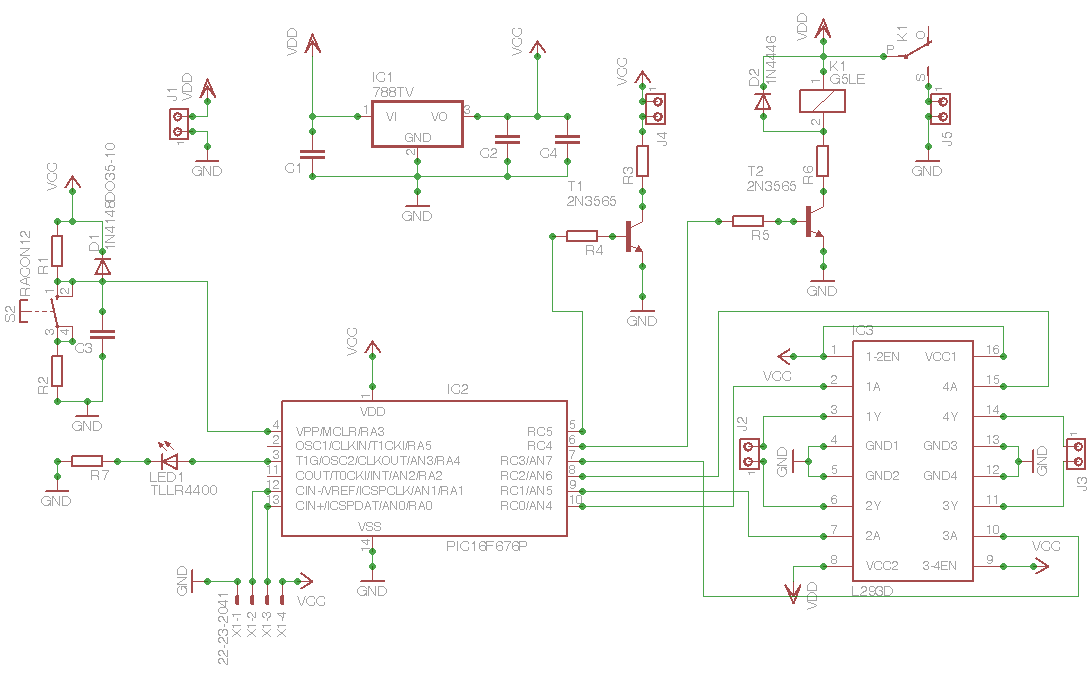 J1
VDD
1
GND
VDD
IC1
788TV
1
VI
VO
3
GND
2
C1
C2
C4
GND
VCC
VCC
1
J4
R3
T1
2N3565
R4
GND
VDD
D2
1N4446
K1
G5LE
1
2
R6
T2
2N3565
R5
GND
K1
P
O
S
1
J5
GND
VCC
D1
1N4148DO35-10
R1
RACON12
S2
1
2
3
4
C3
R2
GND
VCC
IC2
1
VDD
4
VPP/MCLR/RA3
RC5
5
2
OSC1/CLKIN/T1CKI/RA5
RC4
6
3
T1G/OSC2/CLKOUT/AN3/RA4
RC3/AN7
7
11
COUT/T0CKI/INT/AN2/RA2
RC2/AN6
8
12
CIN-/VREF/ICSPCLK/AN1/RA1
RC1/AN5
9
13
CIN+/ICSPDAT/AN0/RA0
RC0/AN4
10
VSS
14
PIC16F676P
GND
R7
LED1
TLLR4400
GND
GND
VCC
22-23-2041
X1-1
X1-2
X1-3
X1-4
IC3
1
1-2EN
VCC1
16
VCC
2
1A
4A
15
3
1Y
4Y
14
4
GND1
GND3
13
5
GND2
GND4
12
6
2Y
3Y
11
7
2A
3A
10
8
VCC2
3-4EN
9
L293D
J2
1
GND
GND
1
J3
VCC
VDD